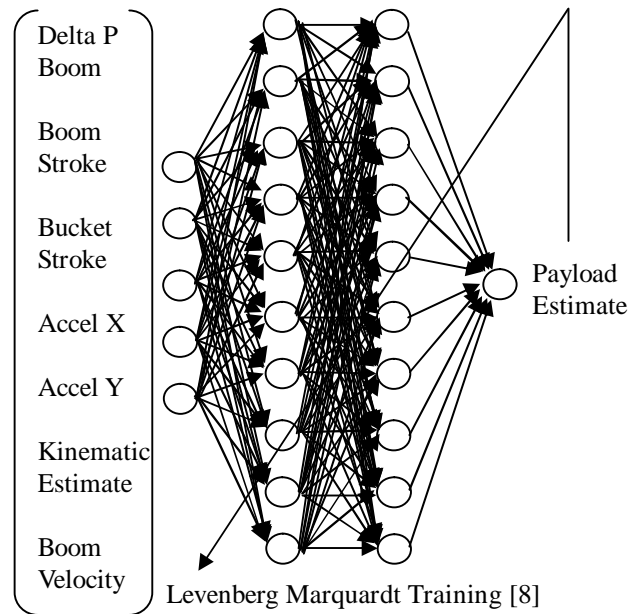 Delta P
Boom
Boom
Stroke
Bucket
Stroke
Accel X
Accel Y
Kinematic
Estimate
Boom
Velocity
Payload
Estimate
Levenberg Marquardt Training [8]